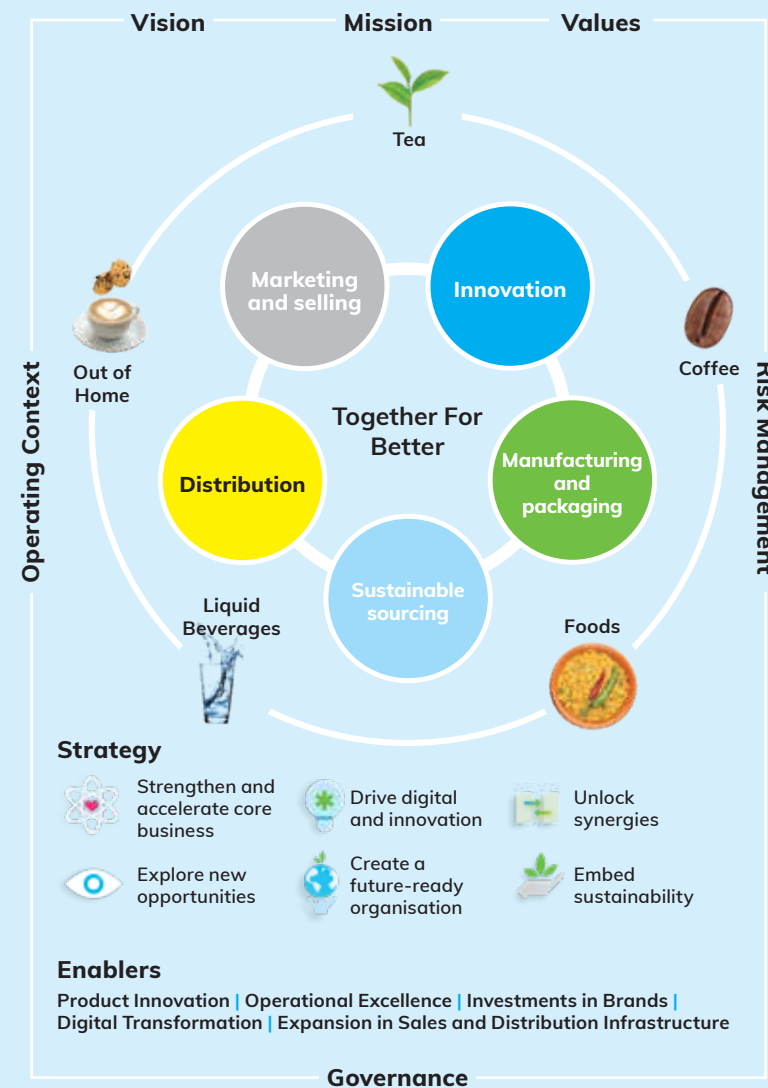 Vision Mission Values
Tea
Marketing
and selling
Innovation
Out of
Home
Coffee
Operating Context
Risk Management
Together For
Better
Distribution
Manufacturing
and
packaging
Sustainable
sourcing
Liquid
Beverages
Foods
Strategy
Strengthen and
accelerate core
business
Drive digital
and innovation
Unlock
synergies
Explore new
opportunities
Create a
future-ready
organisation
Embed
sustainability
Enablers
Product Innovation | Operational Excellence | Investments in Brands |
Digital Transformation | Expansion in Sales and Distribution Infrastructure
Governance